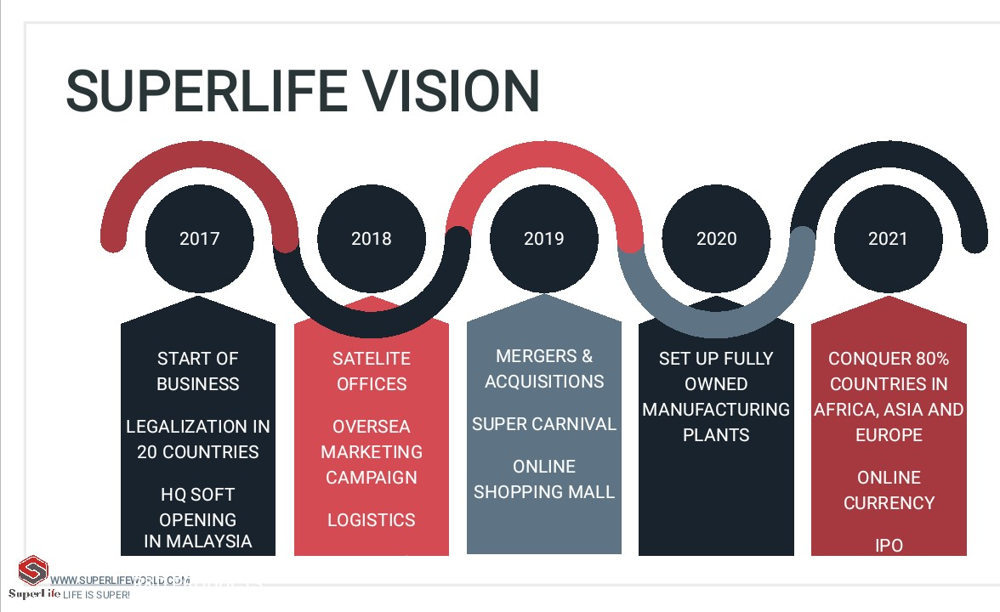 SUPERLIFE VISION
2017
2018
2019
2020
2021
START OF
BUSINESS
LEGALIZATION IN
20 COUNTRIES
HQ SOFT
OPENING
IN MALAYSIA
SATELITE
OFFICES
OVERSEA
MARKETING
CAMPAIGN
LOGISTICS
MERGERS &
ACQUISITIONS
SUPER CARNIVAL
ONLINE
SHOPPING MALL
SET UP FULLY
OWNED
MANUFACTURING
PLANTS
CONQUER 80%
COUNTRIES IN
AFRICA, ASIA AND
EUROPE
ONLINE
CURRENCY
IPO
WWW.SUPERLIFEWORLD.COM
SuperLife
LIFE IS SUPER!